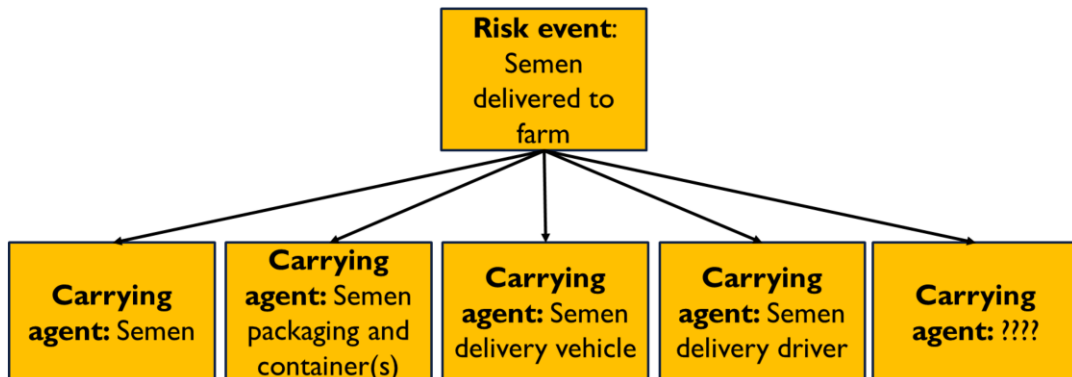 Risk event:
Semen
delivered to
farm
Carrying
agent: Semen
Carrying
agent: Semen
packaging and
container(s)
Carrying
agent: Semen
delivery vehicle
Carrying
agent: Semen
delivery driver
Carrying
agent: ????